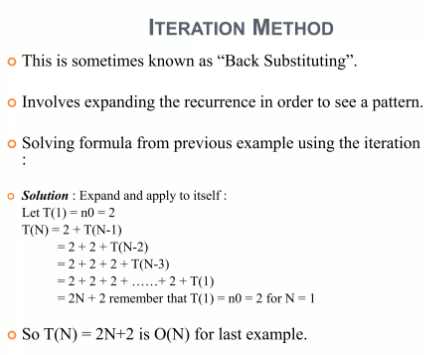 ITERATION METHOD
o This is sometimes known as “Back Substituting”.
o Involves expanding the recurrence in order to see a pattern.
o Solving formula from previous example using the iteration
:
o Solution : Expand and apply to itself :
Let T(1) = n0 = 2
T(N) = 2 + T(N-1)
= 2 + 2 + T(N-2)
= 2 + 2 + 2 + T(N-3)
= 2 + 2 + 2 + ......+ 2 + T(1)
= 2N + 2 remember that T(1) = n0 = 2 for N = 1
o So T(N) = 2N+2 is O(N) for last example.